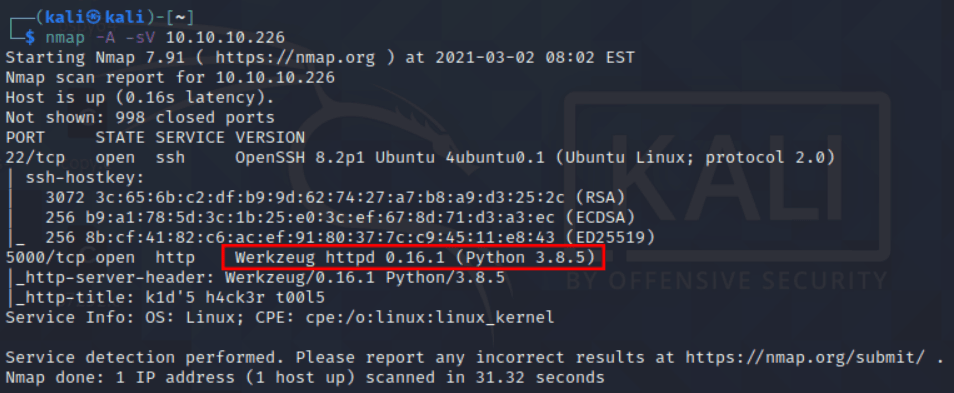 ┌──(kali㉿kali)-[~]
└─$ nmap -A -sV 10.10.10.226
Starting Nmap 7.91 ( https://nmap.org ) at 2021-03-02 08:02 EST
Nmap scan report for 10.10.10.226
Host is up (0.16s latency).
Not shown: 998 closed ports
PORT     STATE SERVICE VERSION
22/tcp   open  ssh     OpenSSH 8.2p1 Ubuntu 4ubuntu0.1 (Ubuntu Linux; protocol 2.0)
| ssh-hostkey:
|   3072 3c:65:6b:c2:df:b9:9d:62:74:27:a7:b8:a9:d3:25:2c (RSA)
|   256 b9:a1:78:5d:3c:1b:25:e0:3c:ef:67:8d:71:d3:a3:ec (ECDSA)
|_  256 8b:cf:41:82:c6:ac:ef:91:80:37:7c:c9:45:11:e8:43 (ED25519)
5000/tcp open  http    Werkzeug httpd 0.16.1 (Python 3.8.5)
|_http-server-header: Werkzeug/0.16.1 Python/3.8.5
|_http-title: k1d'5 h4ck3r t00l5
Service Info: OS: Linux; CPE: cpe:/o:linux:linux_kernel
Service detection performed. Please report any incorrect results at https://nmap.org/submit/ .
Nmap done: 1 IP address (1 host up) scanned in 31.32 seconds
KALI
BY OFFENSIVE SECURITY